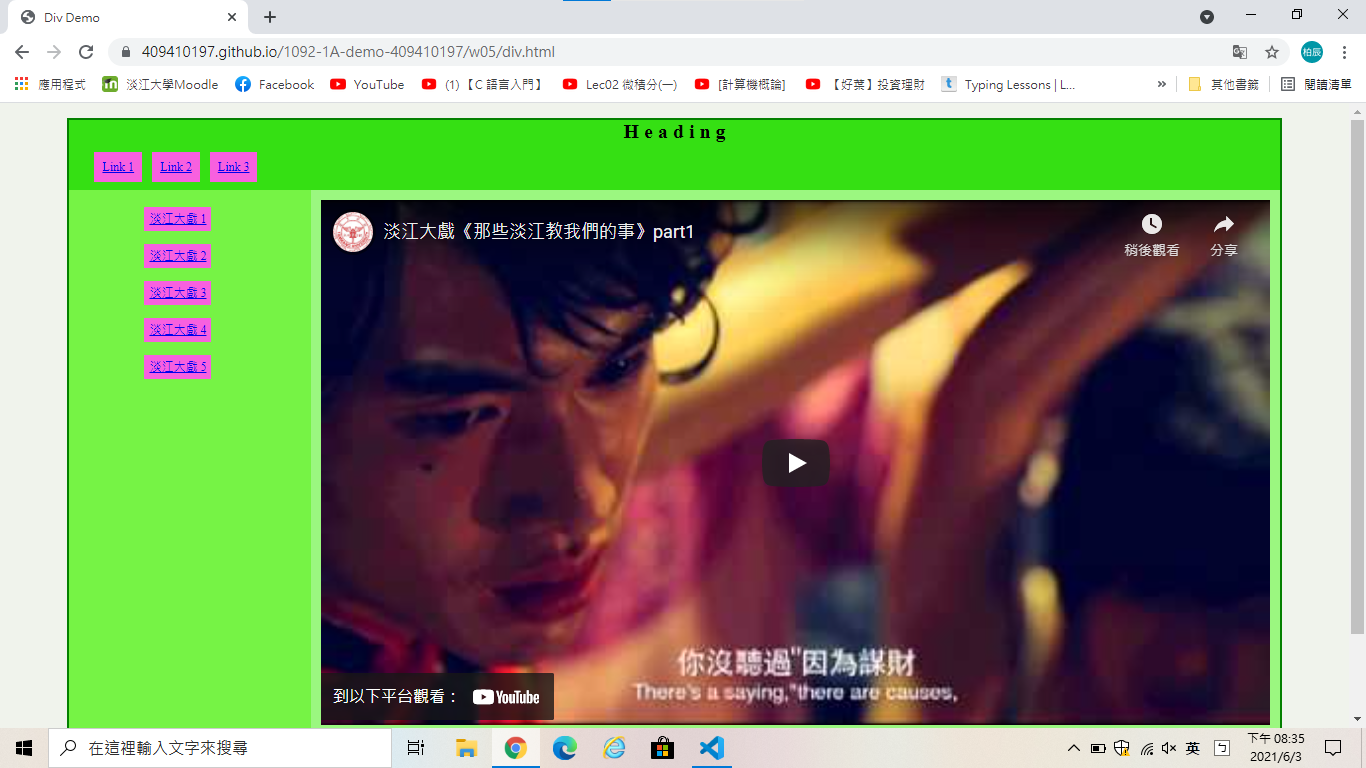 Div Demo
409410197.github.io/1092-1A-demo-409410197/w05/div.html
柏辰
應用程式
淡江大學Moodle
Facebook
YouTube
(1)【C 語言入門】
Lec02 微積分(一)
[計算機概論]
【好葉】投資理財
Typing Lessons | L...
»
其他書籤
閱讀清單
Heading
Link 1
Link 2
Link 3
淡江大戲 1
淡江大戲 2
淡江大戲 3
淡江大戲 4
淡江大戲 5
淡江大戲《那些淡江教我們的事》part1
稍後觀看
分享
你沒聽過"因為謀財
There's a saying,"there are causes,
到以下平台觀看：
YouTube
在這裡輸入文字來搜尋
英
ㄅ
下午 08:35
2021/6/3